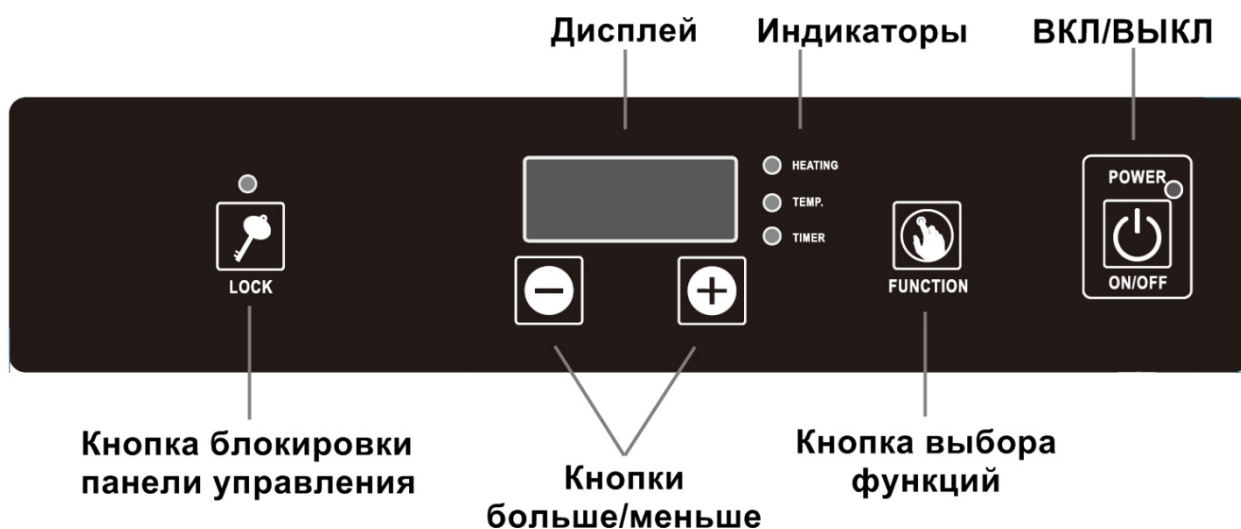 Дисплей
Индикаторы
ВКЛ/ВЫКЛ
HEATING
TEMP.
TIMER
POWER
LOCK
FUNCTION
ON/OFF
Кнопка блокировки
панели управления
Кнопки
больше/меньше
Кнопка выбора
функций